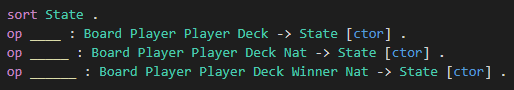 sort State .
op ____ : Board Player Player Deck -> State [ctor] .
op _____ : Board Player Player Deck Nat -> State [ctor] .
op ______ : Board Player Player Deck Winner Nat -> State [ctor] .